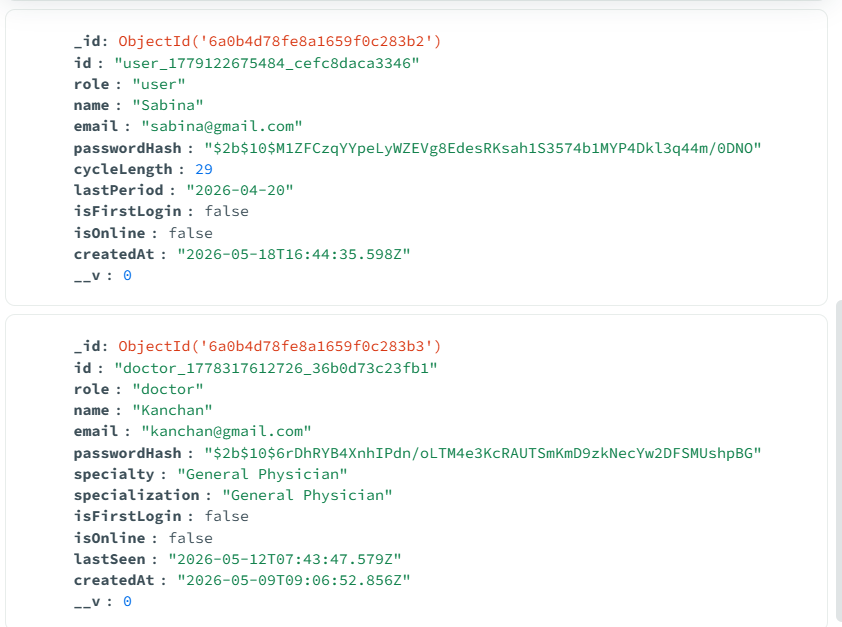 _id: ObjectId('6a0b4d78fe8a1659f0c283b2')
id : "user_1779122675484_cefc8daca3346"
role : "user"
name : "Sabina"
email : "sabina@gmail.com"
passwordHash : "$2b$10$M1ZFCzqYYpeLyWZEVg8EdesRKsah1S3574b1MYP4Dkl3q44m/0DNO"
cycleLength : 29
lastPeriod : "2026-04-20"
isFirstLogin : false
isOnline : false
createdAt : "2026-05-18T16:44:35.598Z"
__v : 0
_id: ObjectId('6a0b4d78fe8a1659f0c283b3')
id : "doctor_1778317612726_36b0d73c23fb1"
role : "doctor"
name : "Kanchan"
email : "kanchan@gmail.com"
passwordHash : "$2b$10$6rDhRYB4XnhIPdn/oLTM4e3KcRAUTSmKmD9zkNecYw2DFSMUshpBG"
specialty : "General Physician"
specialization : "General Physician"
isFirstLogin : false
isOnline : false
lastSeen : "2026-05-12T07:43:47.579Z"
createdAt : "2026-05-09T09:06:52.856Z"
__v : 0